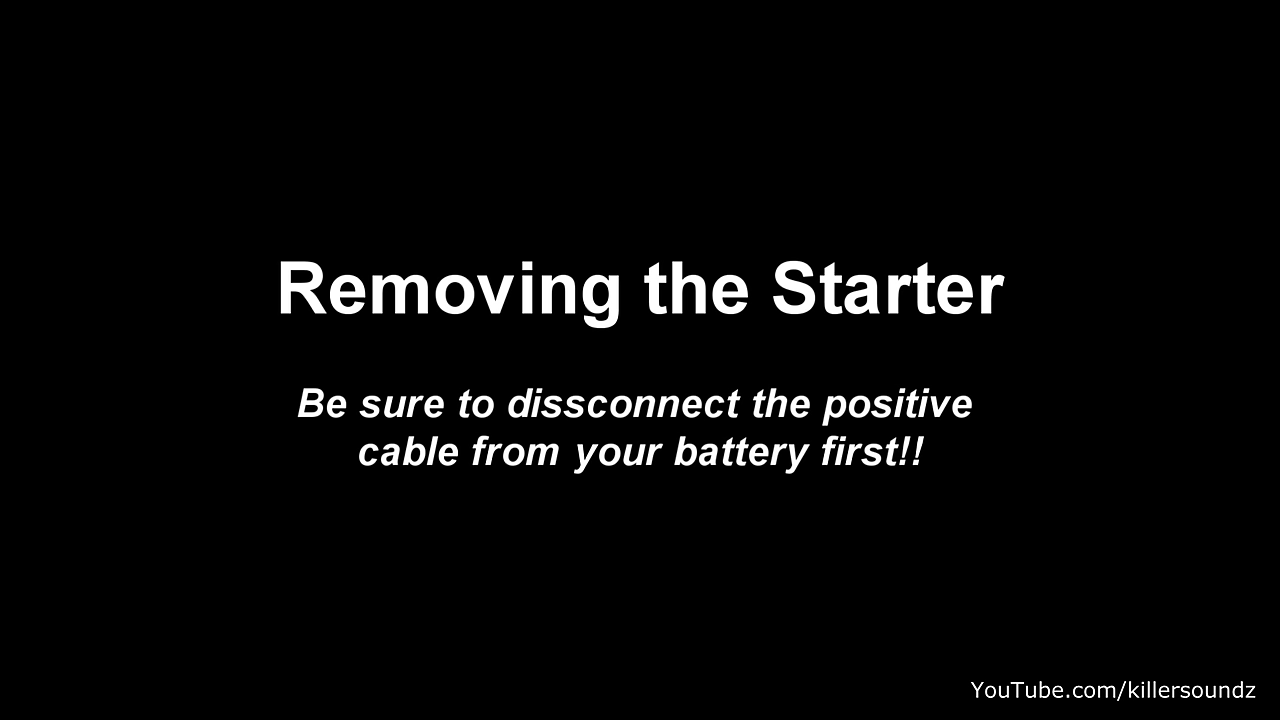 Removing the Starter
Be sure to dissconnect the positive
cable from your battery first!!
YouTube.com/killersoundz